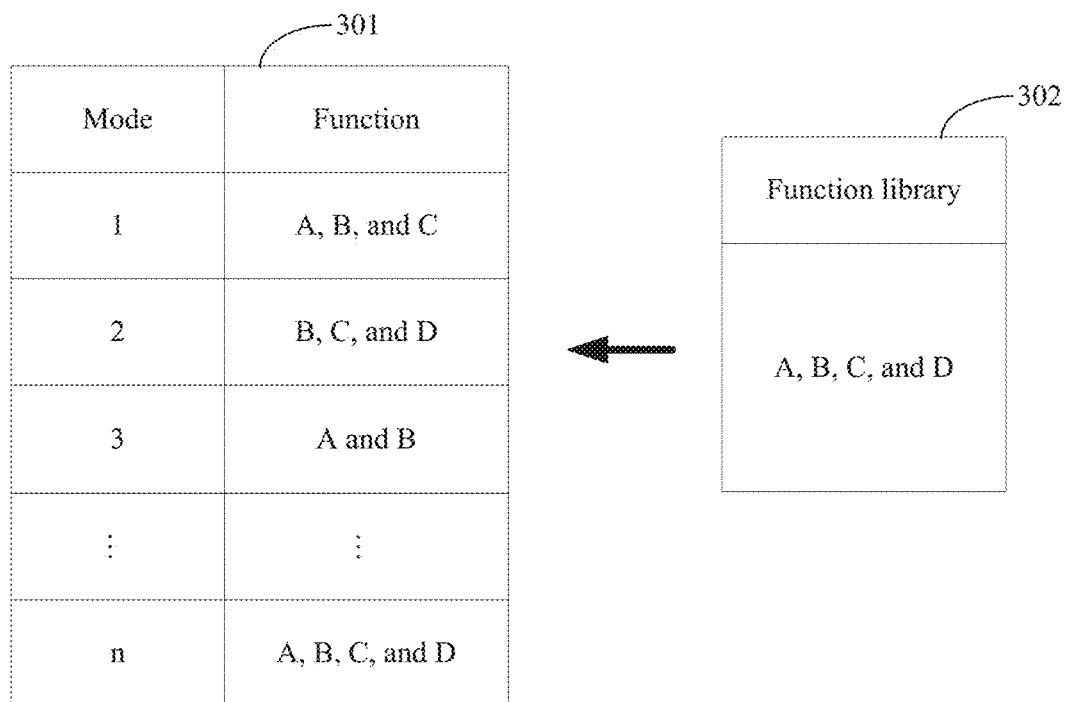 301
Mode Function
1 A, B, and C
2 B, C, and D
3 A and B
⋮ ⋮
n A, B, C, and D
302
Function library
A, B, C, and D